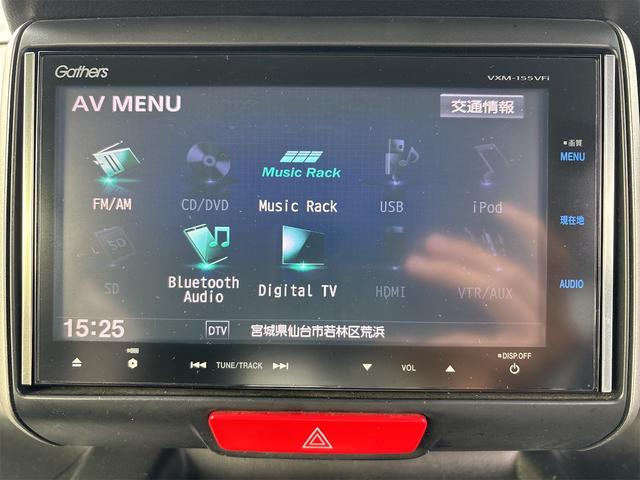 Gathers
VXM-155VFi
AV MENU
交通情報
画質
MENU
Music Rack
FM/AM
CD/DVD
Music Rack
USB
iPod
現在地
SD
SD
Bluetooth
Audio
Digital TV
HDMI
VTR/AUX
AUDIO
15:25
DTV
宮城県仙台市若林区荒浜
TUNE/TRACK
VOL
DISP.OFF